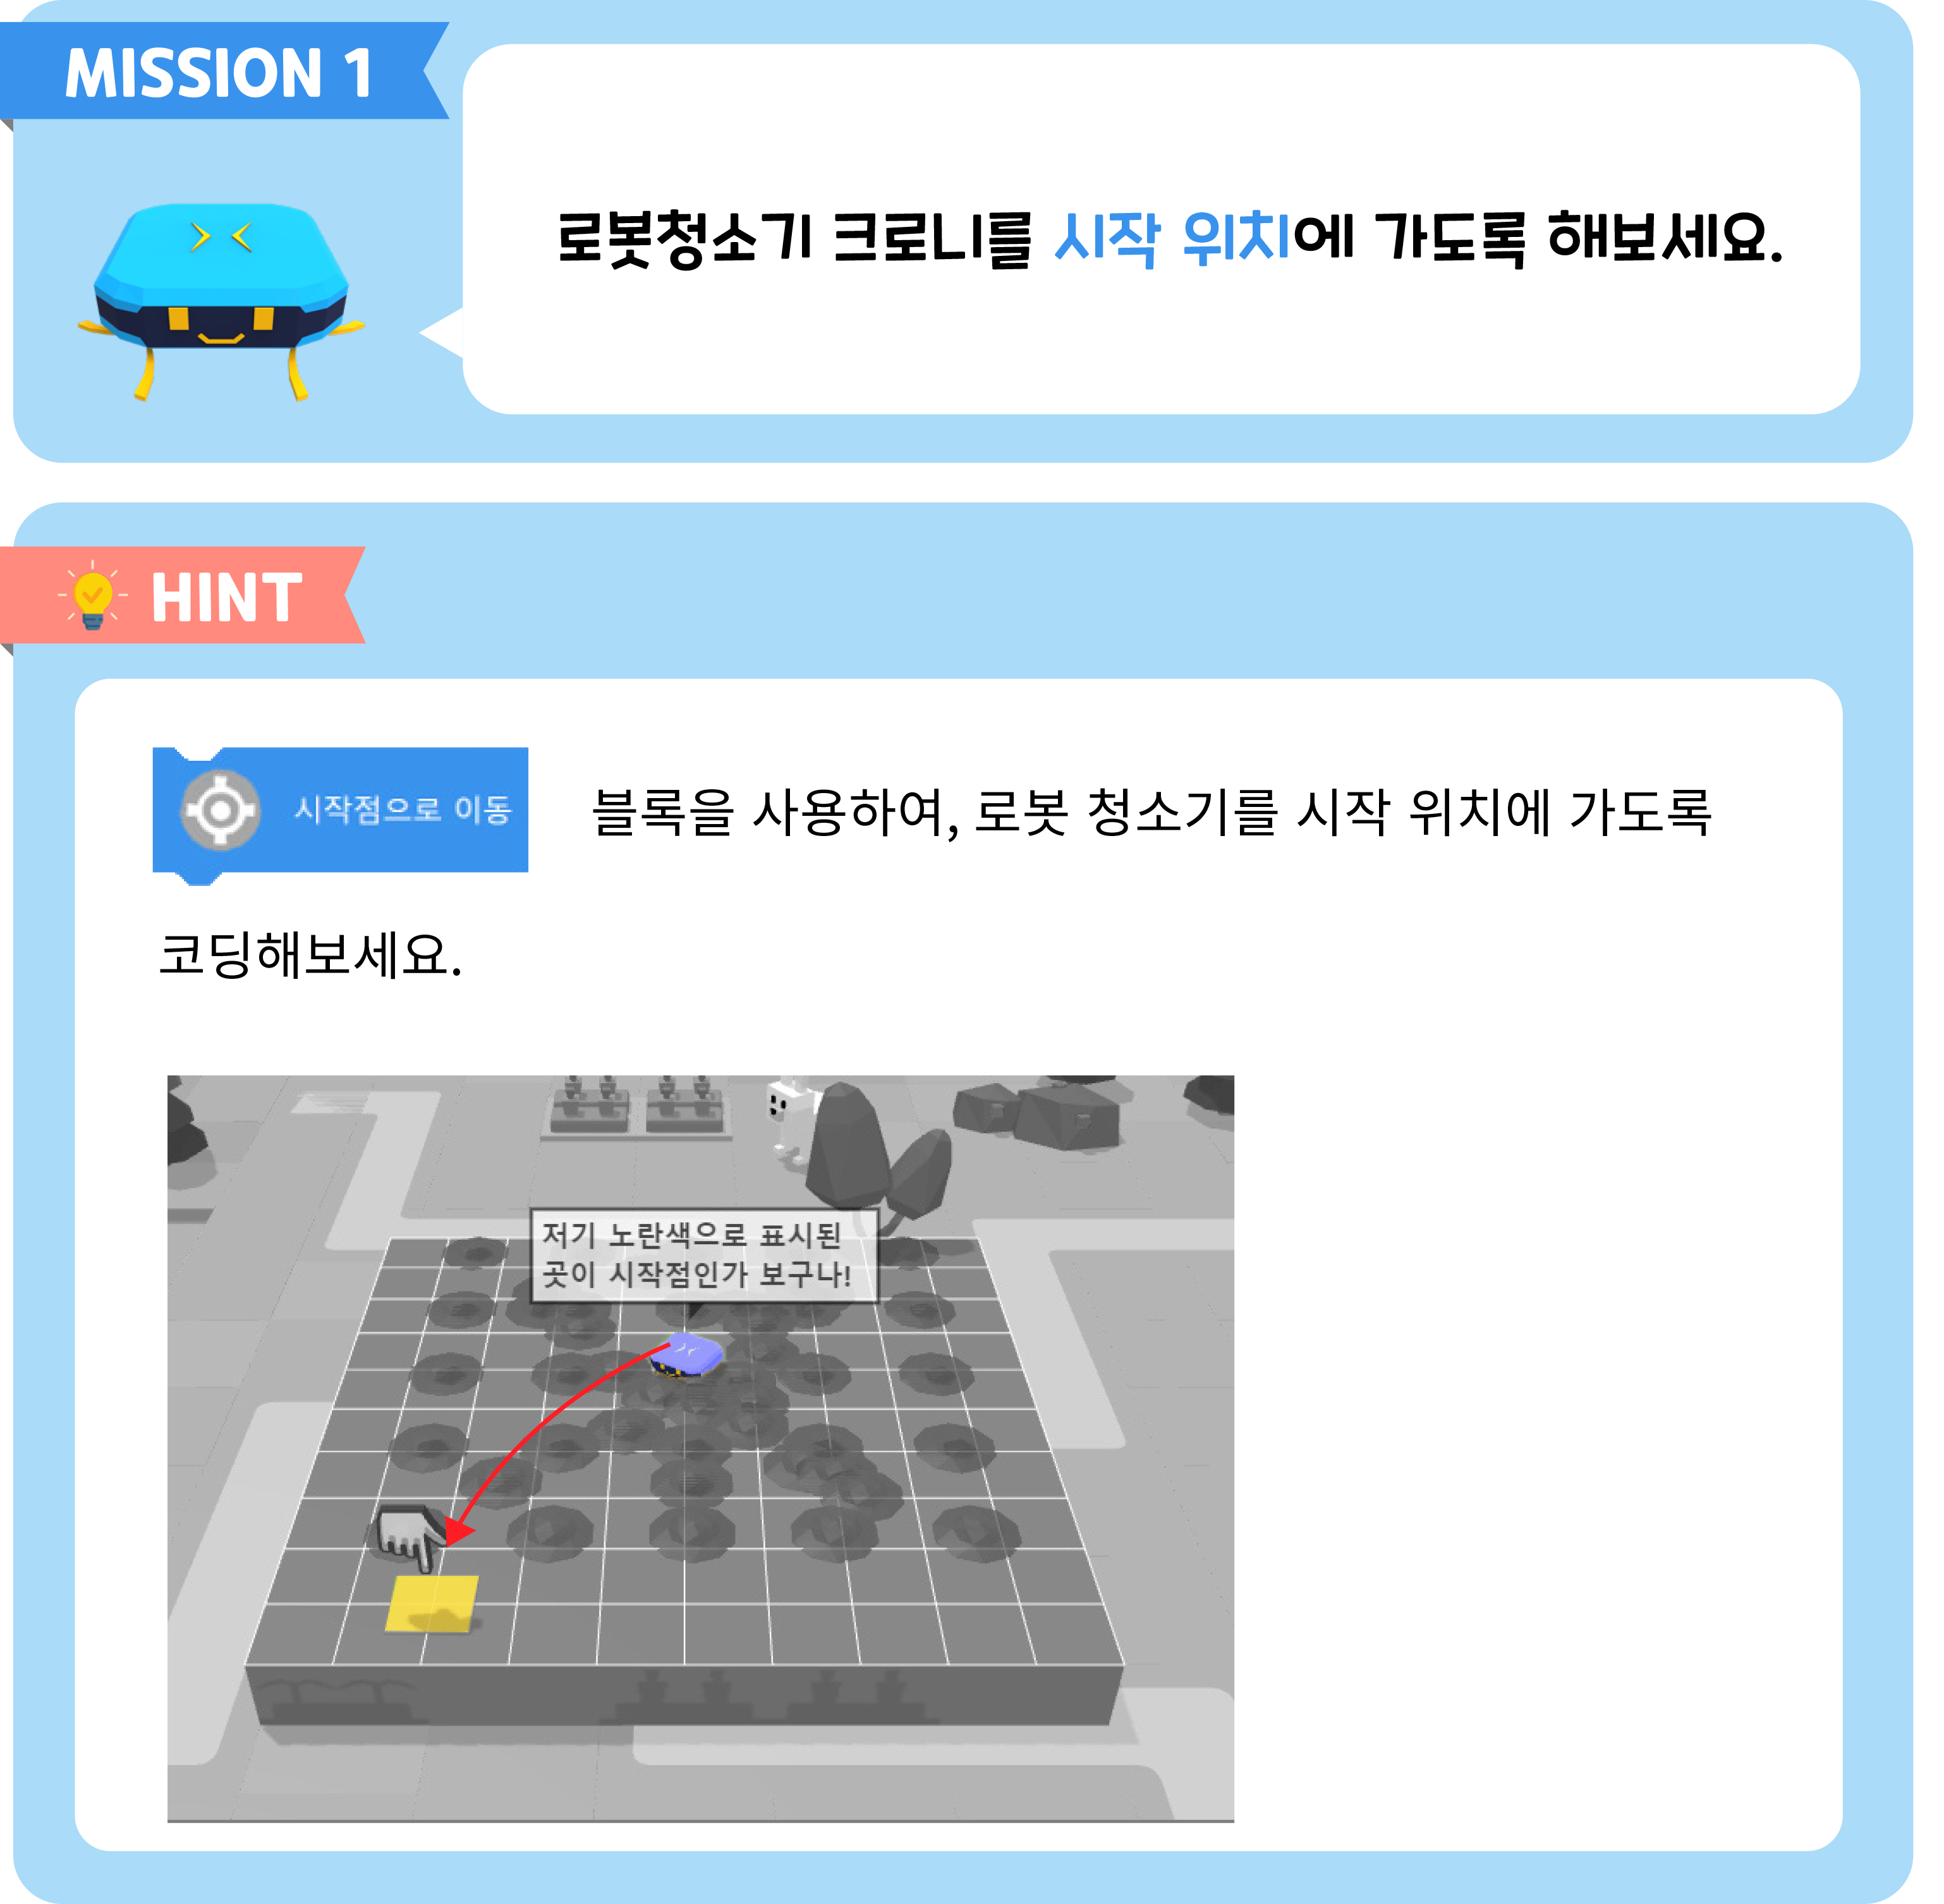 MISSION 1
로봇청소기 크로니를 시작 위치에 가도록 해보세요.
HINT
시작점으로 이동 블록을 사용하여, 로봇 청소기를 시작 위치에 가도록
코딩해보세요.
저기 노란색으로 표시된
곳이 시작점인가 보구나!